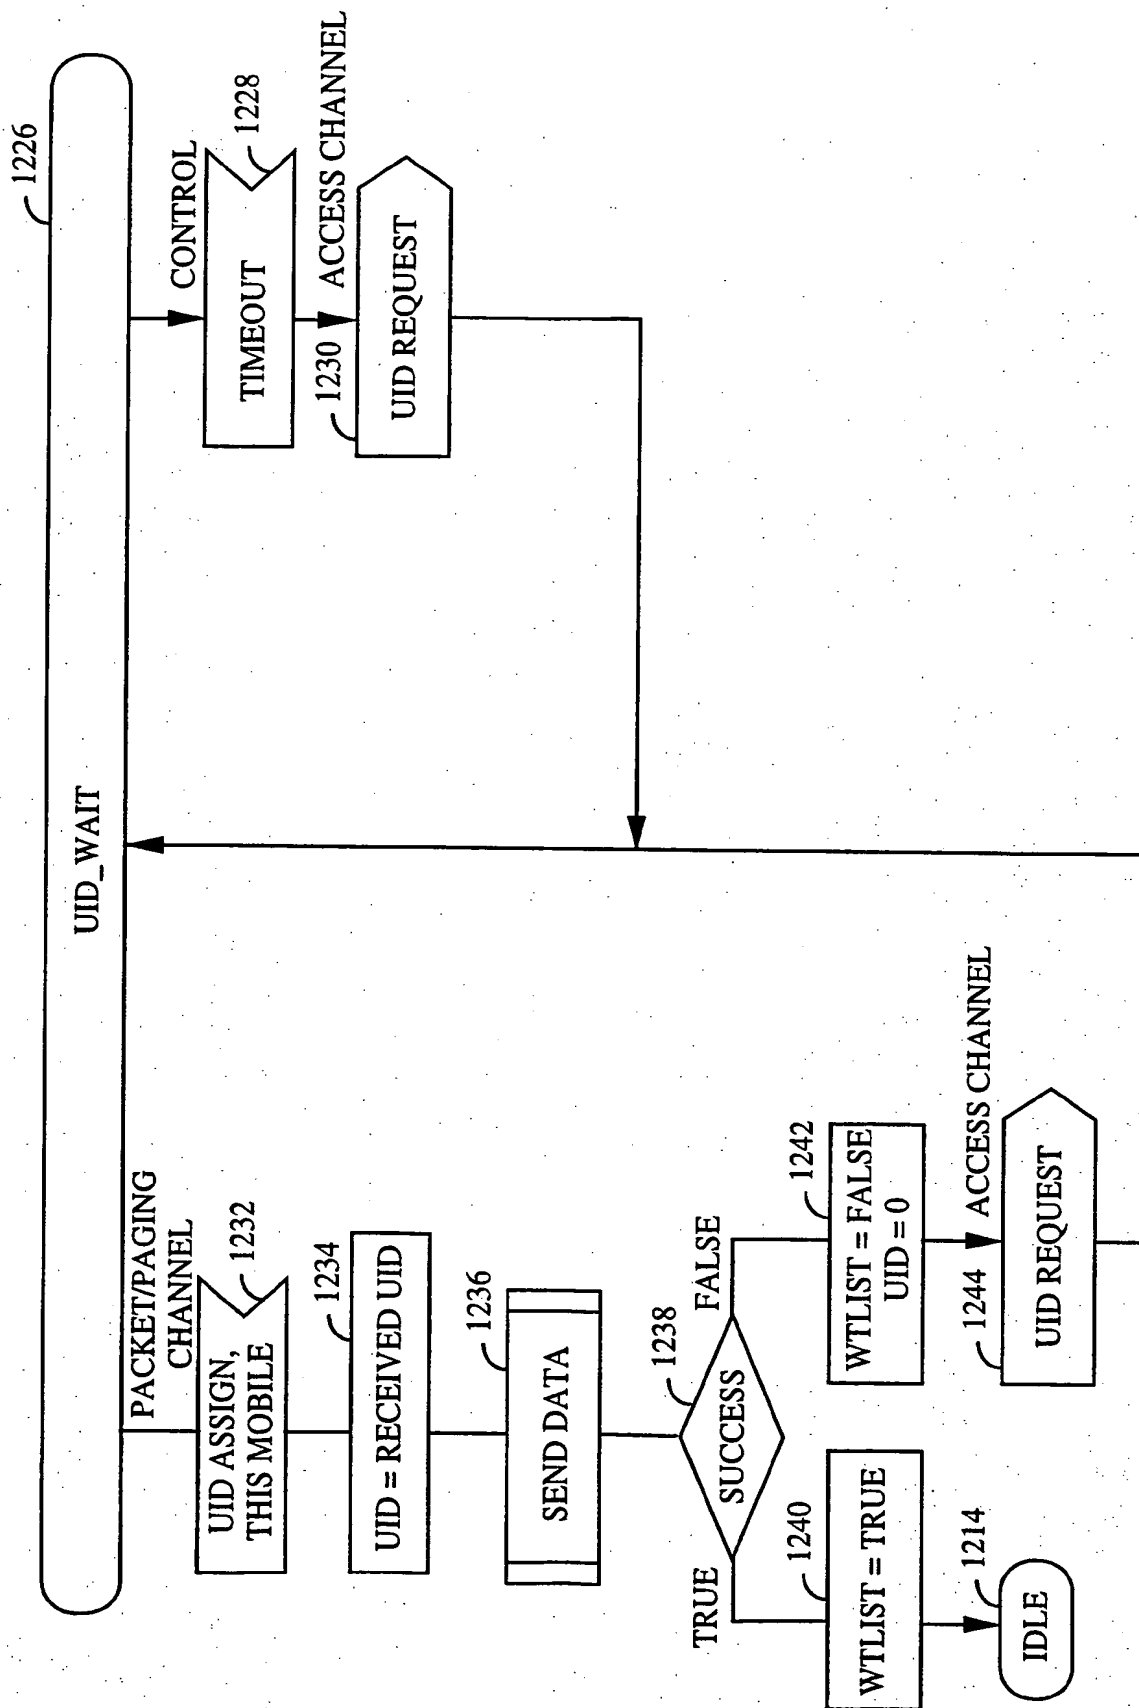 1226
UID_WAIT
PACKET/PAGING
CHANNEL
1232
UID ASSIGN,
THIS MOBILE
1234
UID = RECEIVED UID
1236
SEND DATA
1238
SUCCESS
TRUE
FALSE
1240
WTLIST = TRUE
1214
IDLE
1242
WTLIST = FALSE
UID = 0
ACCESS CHANNEL
1244
UID REQUEST
CONTROL
1228
TIMEOUT
ACCESS CHANNEL
1230
UID REQUEST